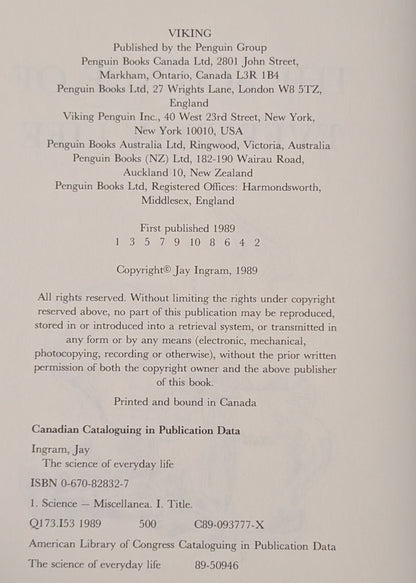 VIKING
Published by the Penguin Group
Penguin Books Canada Ltd, 2801 John Street,
Markham, Ontario, Canada L3R 1B4
Penguin Books Ltd, 27 Wrights Lane, London W8 5TZ,
England
Viking Penguin Inc., 40 West 23rd Street, New York,
New York 10010, USA
Penguin Books Australia Ltd, Ringwood, Victoria, Australia
Penguin Books (NZ) Ltd, 182-190 Wairau Road,
Auckland 10, New Zealand
Penguin Books Ltd, Registered Offices: Harmondsworth,
Middlesex, England
First published 1989
1 3 5 7 9 10 8 6 4 2
Copyright® Jay Ingram, 1989
All rights reserved. Without limiting the rights under copyright
reserved above, no part of this publication may be reproduced,
stored in or introduced into a retrieval system, or transmitted in
any form or by any means (electronic, mechanical,
photocopying, recording or otherwise), without the prior written
permission of both the copyright owner and the above publisher
of this book.
Printed and bound in Canada
Canadian Cataloguing in Publication Data
Ingram, Jay
The science of everyday life
ISBN 0-670-82832-7
1. Science — Miscellanea. I. Title.
Q173.I53 1989 500 C89-093777-X
American Library of Congress Cataloguing in Publication Data
The science of everyday life 89-50946